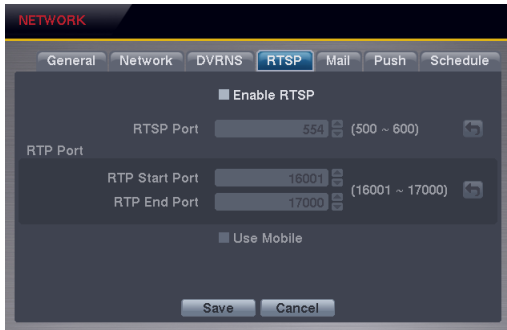 NETWORK
General Network DVRNS RTSP Mail Push Schedule
Enable RTSP
RTSP Port 554 (500 ~ 600)
RTP Port
RTP Start Port 16001
(16001 ~ 17000)
RTP End Port 17000
Use Mobile
Save Cancel